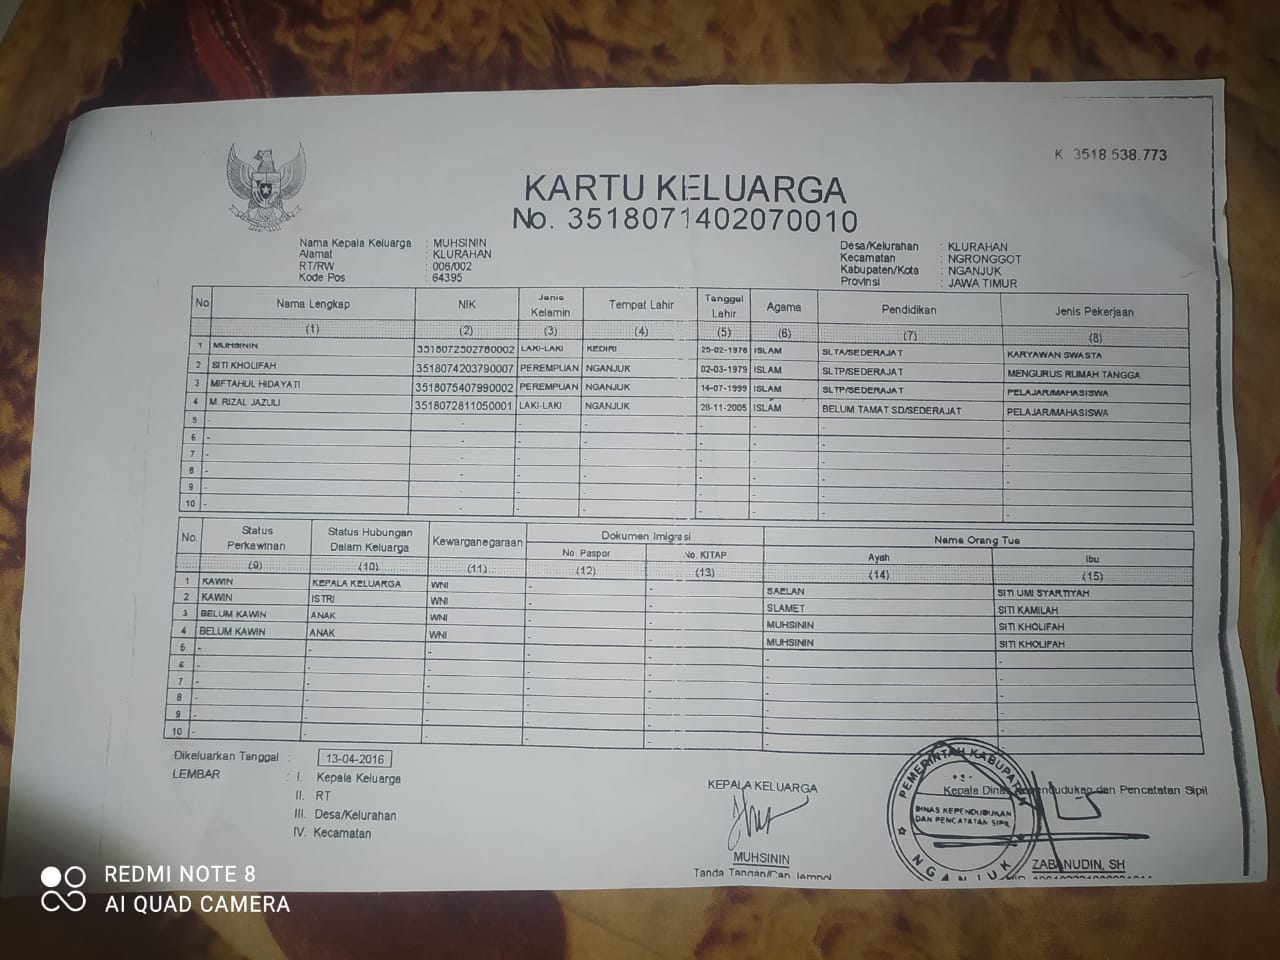 K 3518.538.773
KARTU KELUARGA
No. 3518071402070010
Nama Kepala Keluarga : MUHSININ
Alamat : KLURAHAN
RT/RW : 006/002
Kode Pos : 64395
Desa/Kelurahan : KLURAHAN
Kecamatan : NGRONGGOT
Kabupaten/Kota : NGANJUK
Provinsi : JAWA TIMUR
No Nama Lengkap NIK Jenis Kelamin Tempat Lahir Tanggal Lahir Agama Pendidikan Jenis Pekerjaan
(1) (2) (3) (4) (5) (6) (7) (8)
1 MUHSININ 3518072502760002 LAKI-LAKI KEDIRI 25-02-1976 ISLAM SLTA/SEDERAJAT KARYAWAN SWASTA
2 SITI KHOLIFAH 3518074203790007 PEREMPUAN NGANJUK 02-03-1979 ISLAM SLTP/SEDERAJAT MENGURUS RUMAH TANGGA
3 MIFTAHUL HIDAYATI 3518075407990002 PEREMPUAN NGANJUK 14-07-1999 ISLAM SLTP/SEDERAJAT PELAJAR/MAHASISWA
4 M. RIZAL JAZULI 3518072811050001 LAKI-LAKI NGANJUK 28-11-2005 ISLAM BELUM TAMAT SD/SEDERAJAT PELAJAR/MAHASISWA
5 - - - - - - - -
6 - - - - - - - -
7 - - - - - - - -
8 - - - - - - - -
9 - - - - - - - -
10 - - - - - - - -
No. Status Perkawinan Status Hubungan Dalam Keluarga Kewarganegaraan Dokumen Imigrasi Nama Orang Tua
No. Paspor No. KITAP Ayah Ibu
(9) (10) (11) (12) (13) (14) (15)
1 KAWIN KEPALA KELUARGA WNI - - SAELAN SITI UMI SYARTIYAH
2 KAWIN ISTRI WNI - - SLAMET SITI KAMILAH
3 BELUM KAWIN ANAK WNI - - MUHSININ SITI KHOLIFAH
4 BELUM KAWIN ANAK WNI - - MUHSININ SITI KHOLIFAH
5 - - - - - - -
6 - - - - - - -
7 - - - - - - -
8 - - - - - - -
9 - - - - - - -
10 - - - - - - -
Dikeluarkan Tanggal : 13-04-2016
LEMBAR : I. Kepala Keluarga
II. RT
III. Desa/Kelurahan
IV. Kecamatan
KEPALA KELUARGA
MUHSININ
Tanda Tangan/Cap Jempol
Kepala Dinas Kependudukan dan Pencatatan Sipil
PEMERINTAH KABUPATEN
DINAS KEPENDUDUKAN
DAN PENCATATAN SIPIL
NGANJUK
ZABANUDIN, SH
REDMI NOTE 8
AI QUAD CAMERA